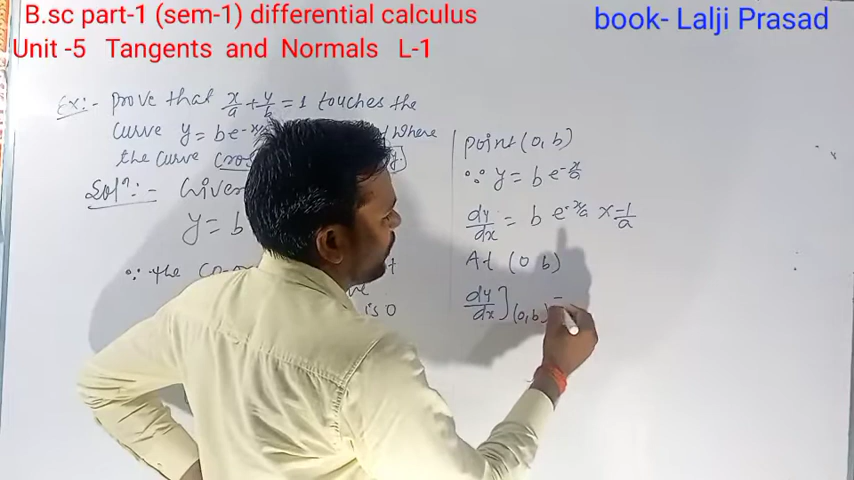 B.sc part-1 (sem-1) differential calculus
Unit -5 Tangents and Normals L-1
book- Lalji Prasad
Ex:- prove that x/a + y/b = 1 touches the
curve y = be-x/ where
the curve y
Soln:- Given
y = b
∵ the
is 0
point (0, b)
∵ y = b e-x/a
dy/dx = b e-x/a × -1/a
At (0 b)
dy/dx](0,b) =